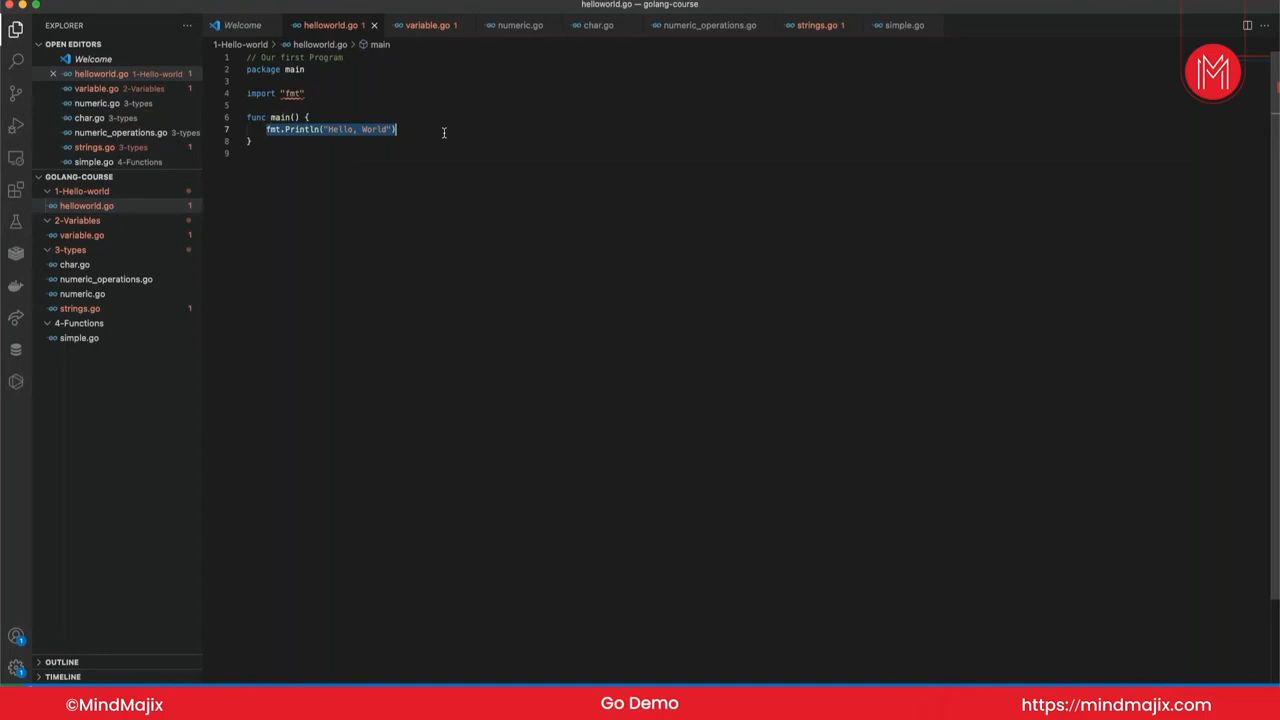 helloworld.go — golang-course
EXPLORER
OPEN EDITORS
Welcome
helloworld.go 1-Hello-world 1
variable.go 2-Variables 1
numeric.go 3-types
char.go 3-types
numeric_operations.go 3-types
strings.go 3-types 1
simple.go 4-Functions
GOLANG-COURSE
1-Hello-world
helloworld.go 1
2-Variables
variable.go 1
3-types
char.go
numeric_operations.go
numeric.go
strings.go 1
4-Functions
simple.go
OUTLINE
TIMELINE
1
1
Welcome helloworld.go 1 variable.go 1 numeric.go char.go numeric_operations.go strings.go 1 simple.go
1-Hello-world > helloworld.go > main
1 // Our first Program
2 package main
3
4 import "fmt"
5
6 func main() {
7 fmt.Println("Hello, World")
8 }
9
M
©MindMajix Go Demo https://mindmajix.com